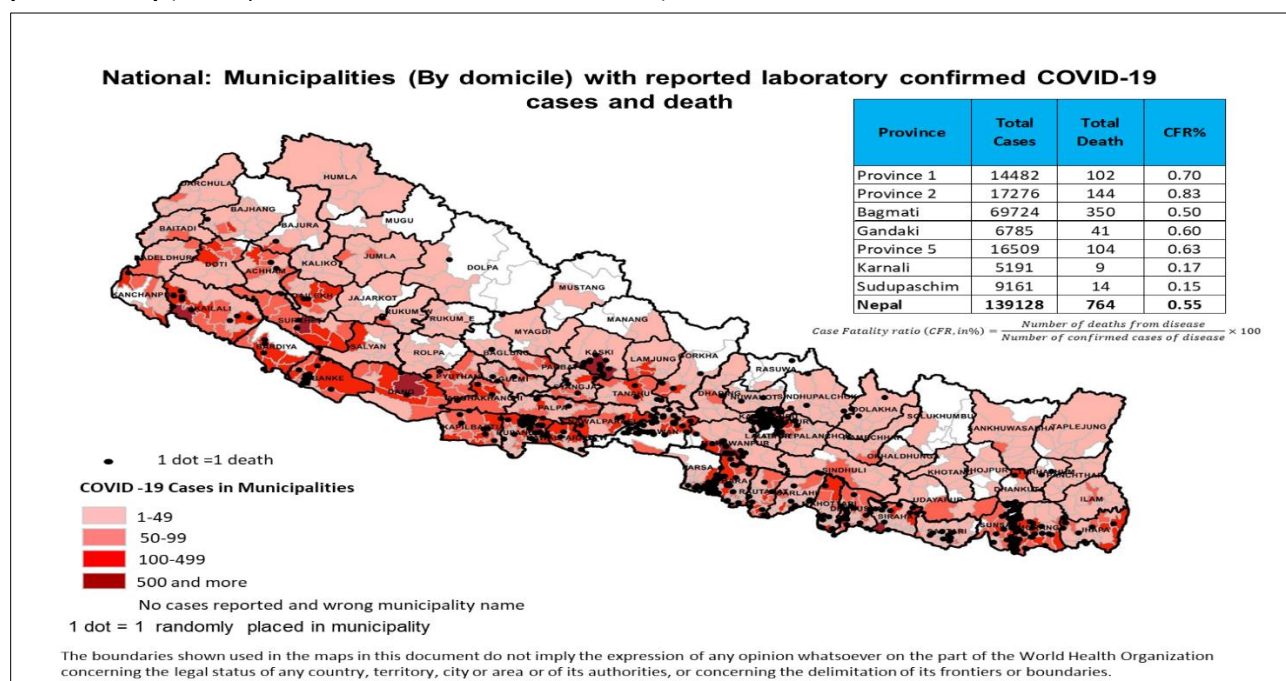 National: Municipalities (By domicile) with reported laboratory confirmed COVID-19
cases and death
Province Total Cases Total Death CFR%
Province 1 14482 102 0.70
Province 2 17276 144 0.83
Bagmati 69724 350 0.50
Gandaki 6785 41 0.60
Province 5 16509 104 0.63
Karnali 5191 9 0.17
Sudupaschim 9161 14 0.15
Nepal 139128 764 0.55
Case Fatality ratio (CFR, in%) = Number of deaths from disease / Number of confirmed cases of disease × 100
HUMLA
BAJHANG
MUGU
BAJURA
BAITADI
DOLPA
JUMLA
DOTI
ACHHAM
KALIKO
MUSTANG
JAJARKOT
RUKUM_W
RUKUM_E
MANANG
MYAGDI
ROLPA
KASKI
LAMJUNG
RASUWA
TANAHU
PALPA
DOLAKHA
SOLUKHUMBU
SANKHUWASABHA
TAPLEJUNG
OKHALDHUNGA
KHOTANG
SINDHULI
UDAYAPUR
ILAM
JHAPA
1 dot =1 death
COVID -19 Cases in Municipalities
1-49
50-99
100-499
500 and more
No cases reported and wrong municipality name
1 dot = 1 randomly placed in municipality
The boundaries shown used in the maps in this document do not imply the expression of any opinion whatsoever on the part of the World Health Organization
concerning the legal status of any country, territory, city or area or of its authorities, or concerning the delimitation of its frontiers or boundaries.